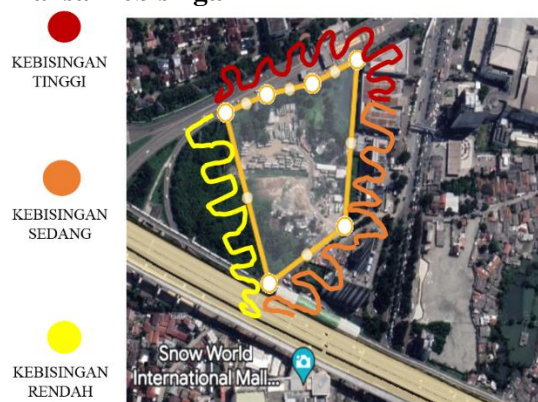 KEBISINGAN
TINGGI
KEBISINGAN
SEDANG
KEBISINGAN
RENDAH
Snow World
International Mall...